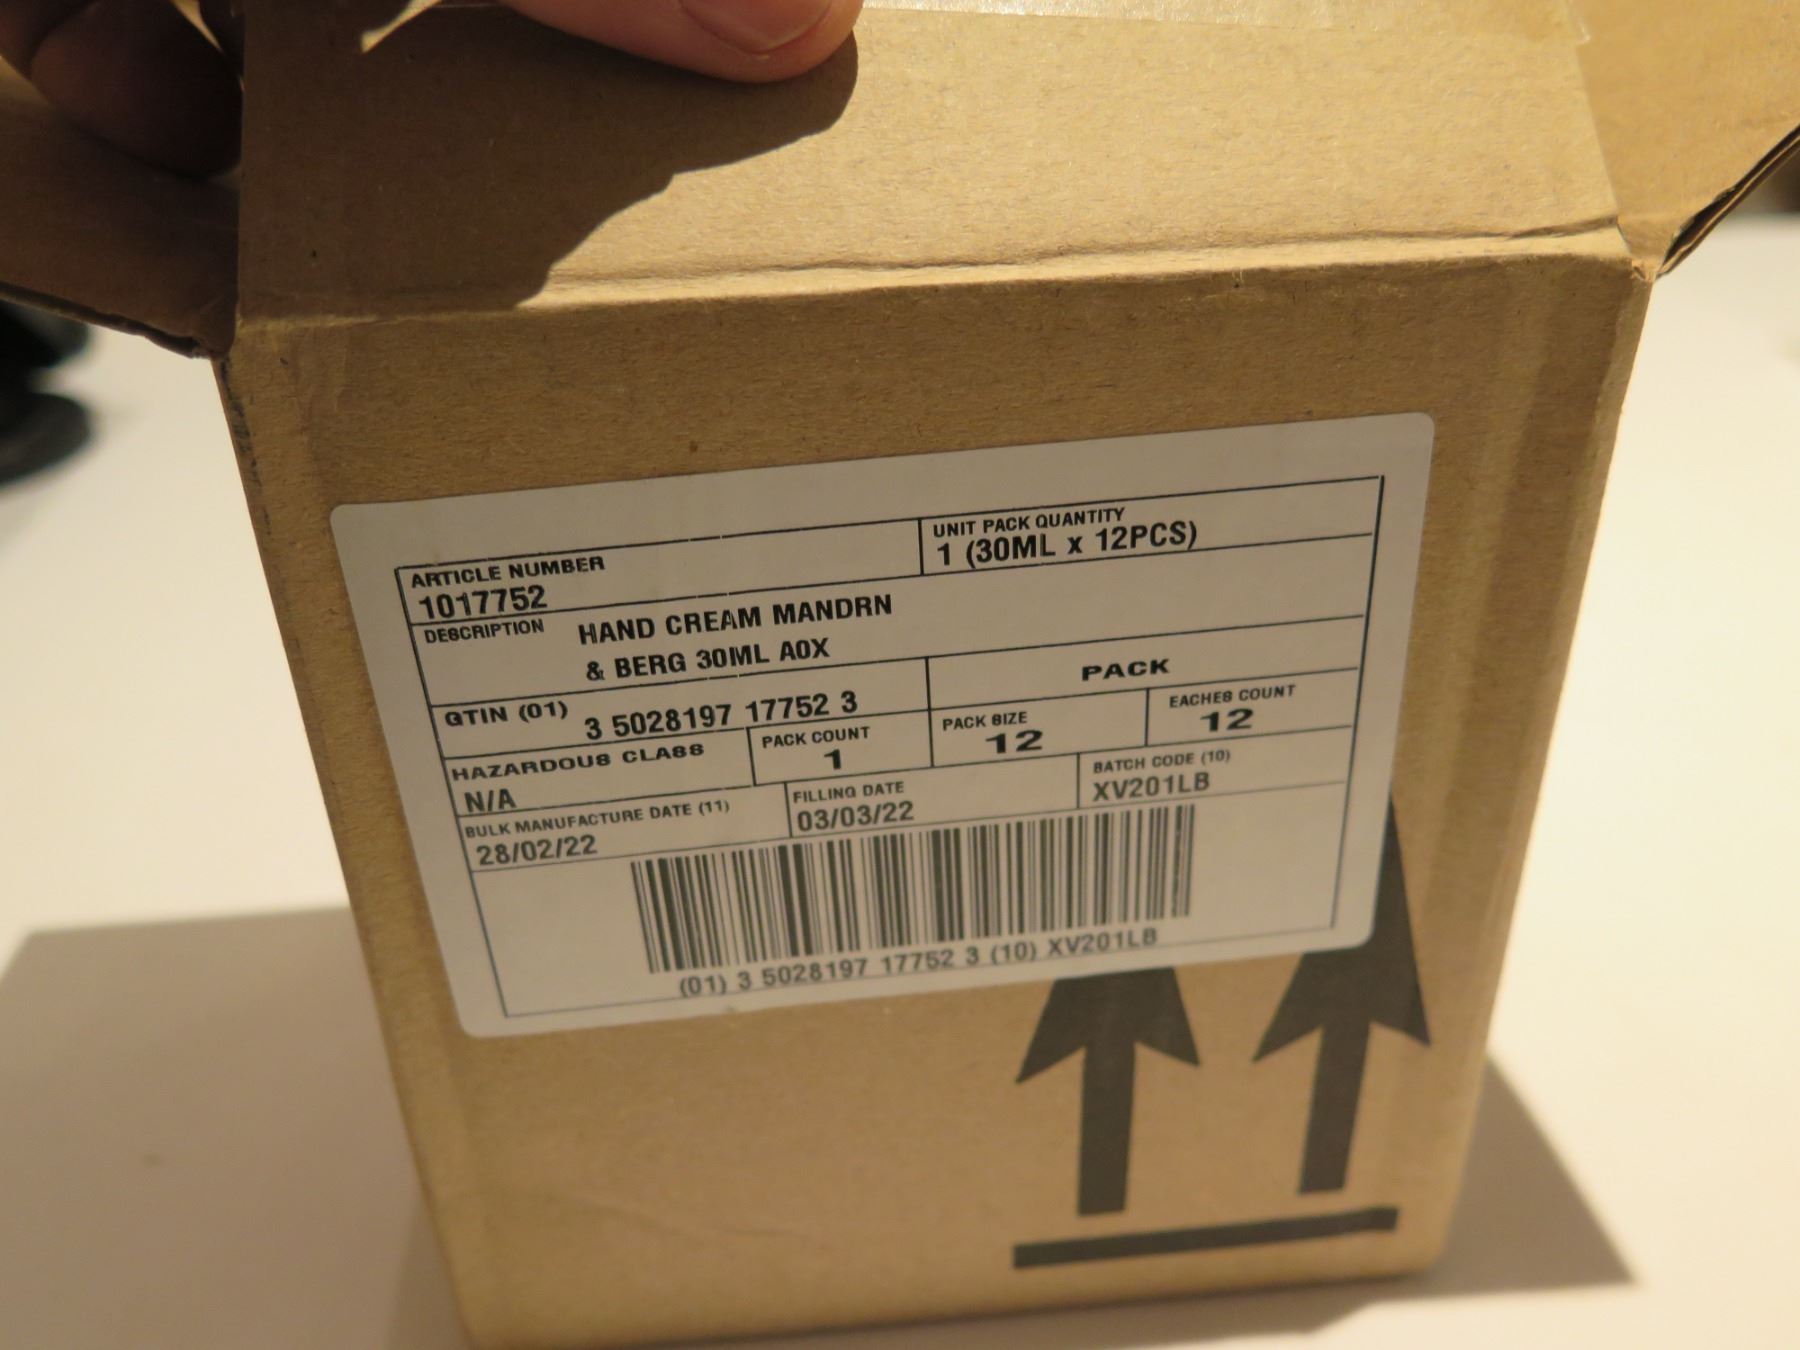 ARTICLE NUMBER
1017752
UNIT PACK QUANTITY
1 (30ML x 12PCS)
DESCRIPTION
HAND CREAM MANDRN
& BERG 30ML AOX
GTIN (01)
3 5028197 17752 3
PACK
HAZARDOUS CLASS
N/A
PACK COUNT
1
PACK SIZE
12
EACHES COUNT
12
BULK MANUFACTURE DATE (11)
28/02/22
FILLING DATE
03/03/22
BATCH CODE (10)
XV201LB
(01) 3 5028197 17752 3 (10) XV201LB